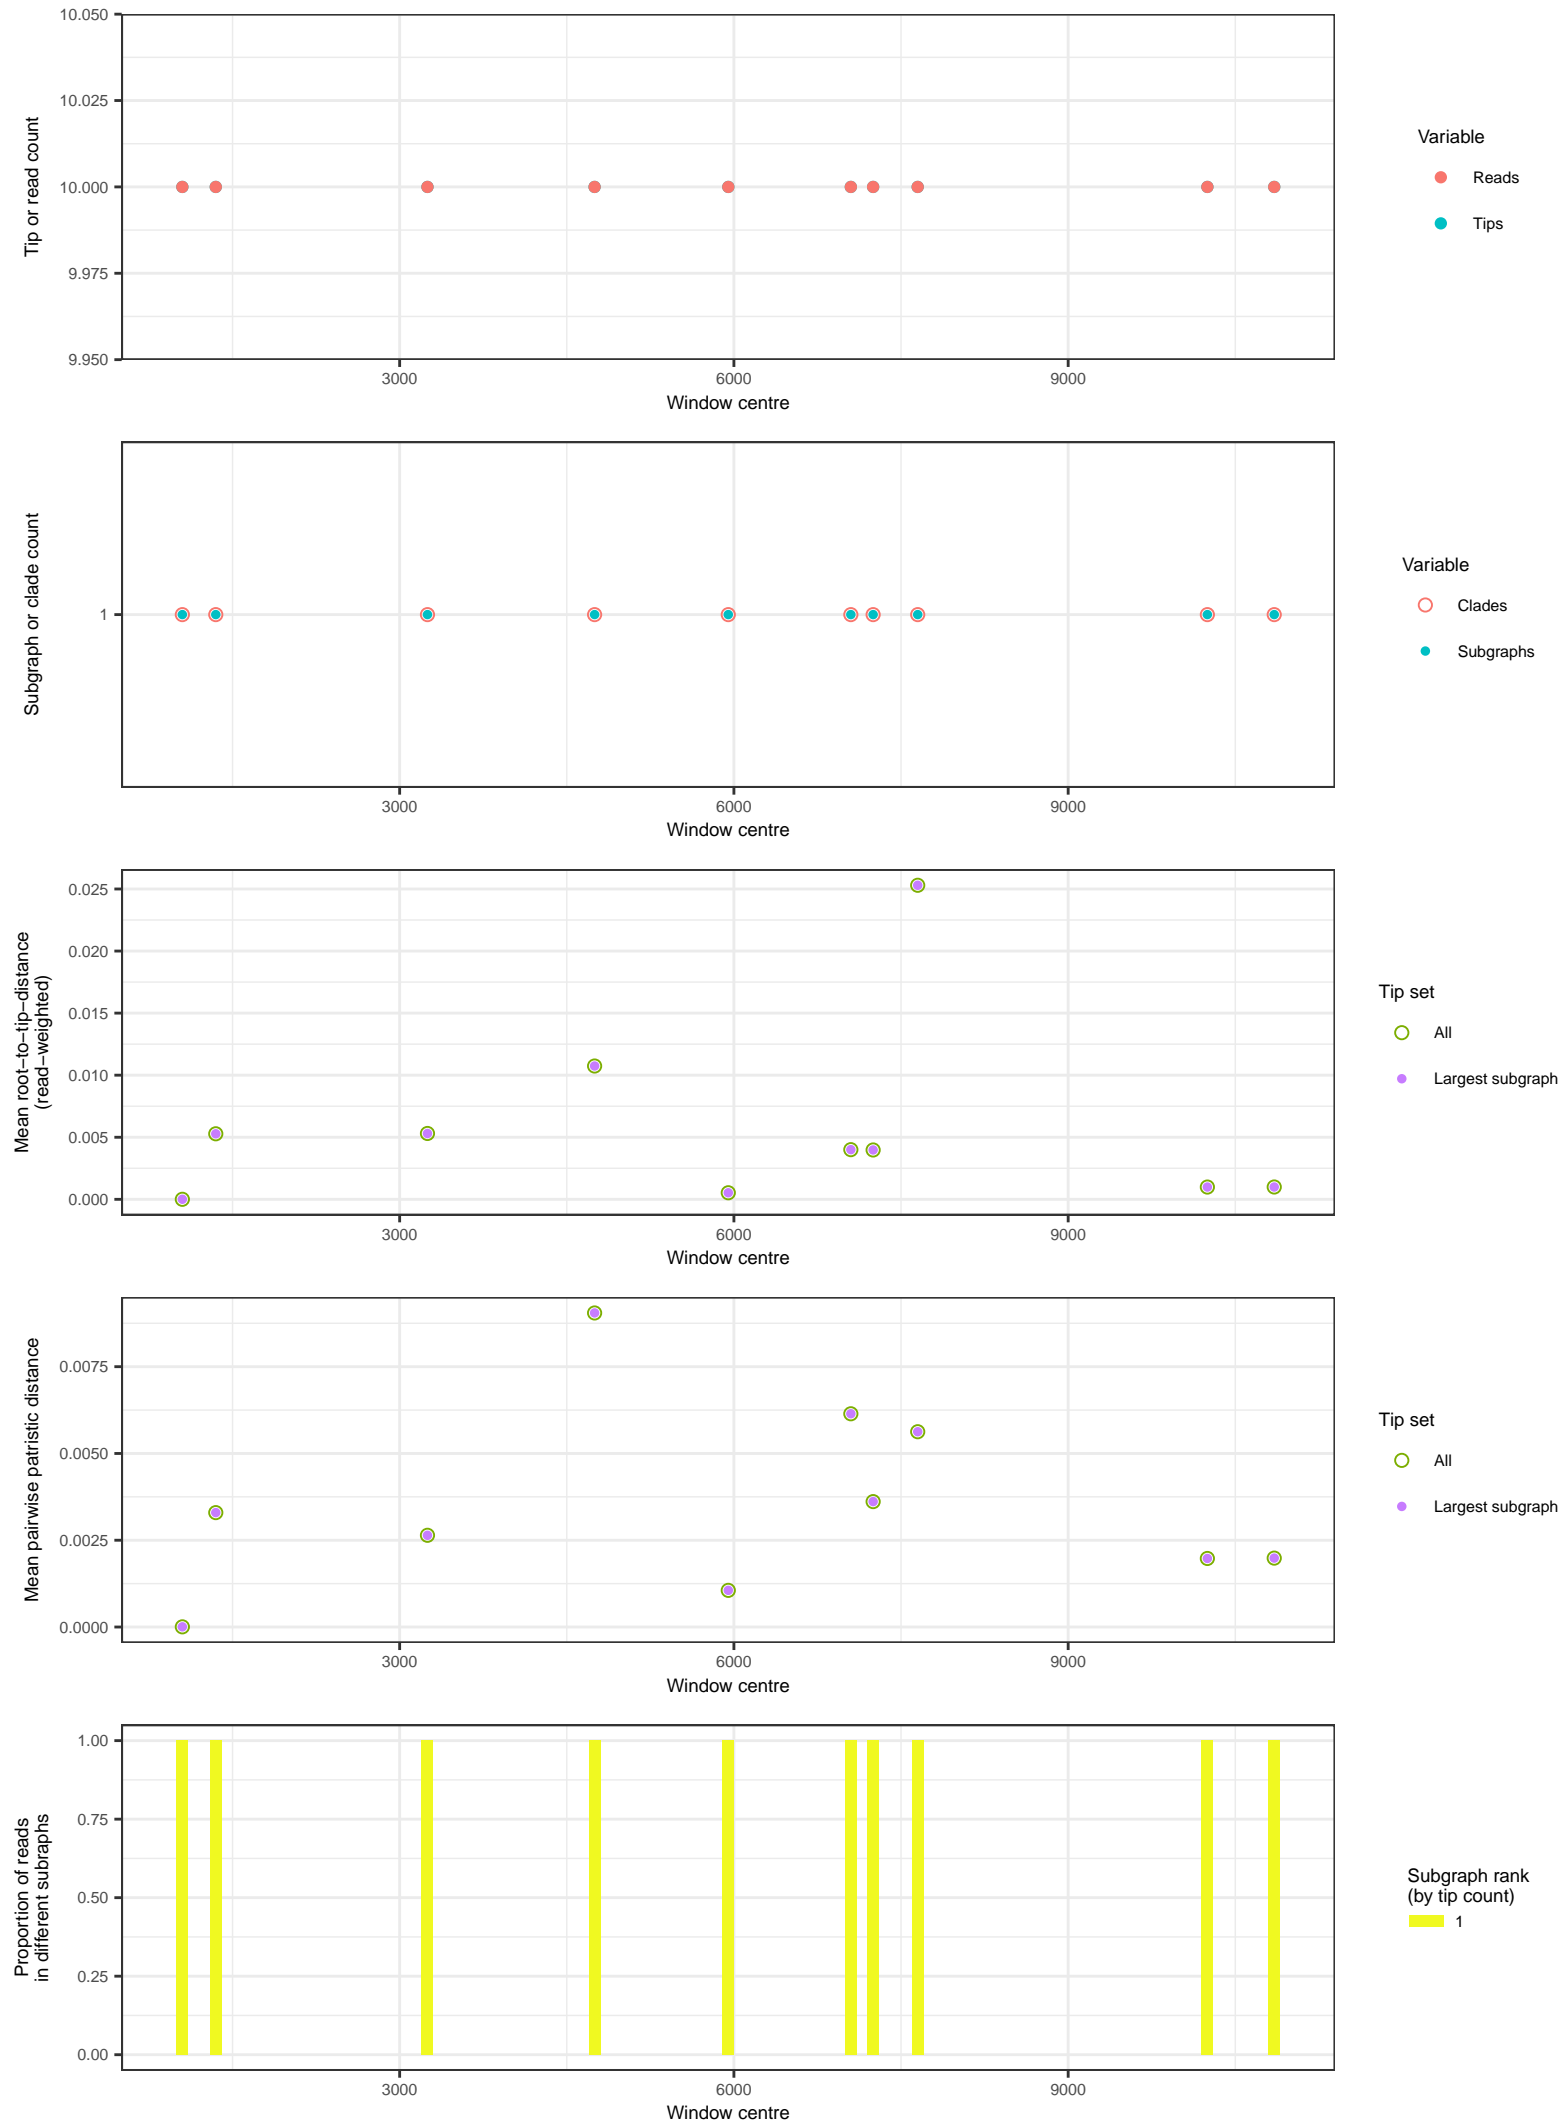 10.050
10.025
10.000
9.975
9.950
Tip or read count
3000 6000 9000
Window centre
Variable
Reads
Tips
1
Subgraph or clade count
3000 6000 9000
Window centre
Variable
Clades
Subgraphs
0.025
0.020
0.015
0.010
0.005
0.000
Mean root−to−tip−distance
(read−weighted)
3000 6000 9000
Window centre
Tip set
All
Largest subgraph
0.0075
0.0050
0.0025
0.0000
Mean pairwise patristic distance
3000 6000 9000
Window centre
Tip set
All
Largest subgraph
1.00
0.75
0.50
0.25
0.00
Proportion of reads
in different subraphs
3000 6000 9000
Window centre
Subgraph rank
(by tip count)
1